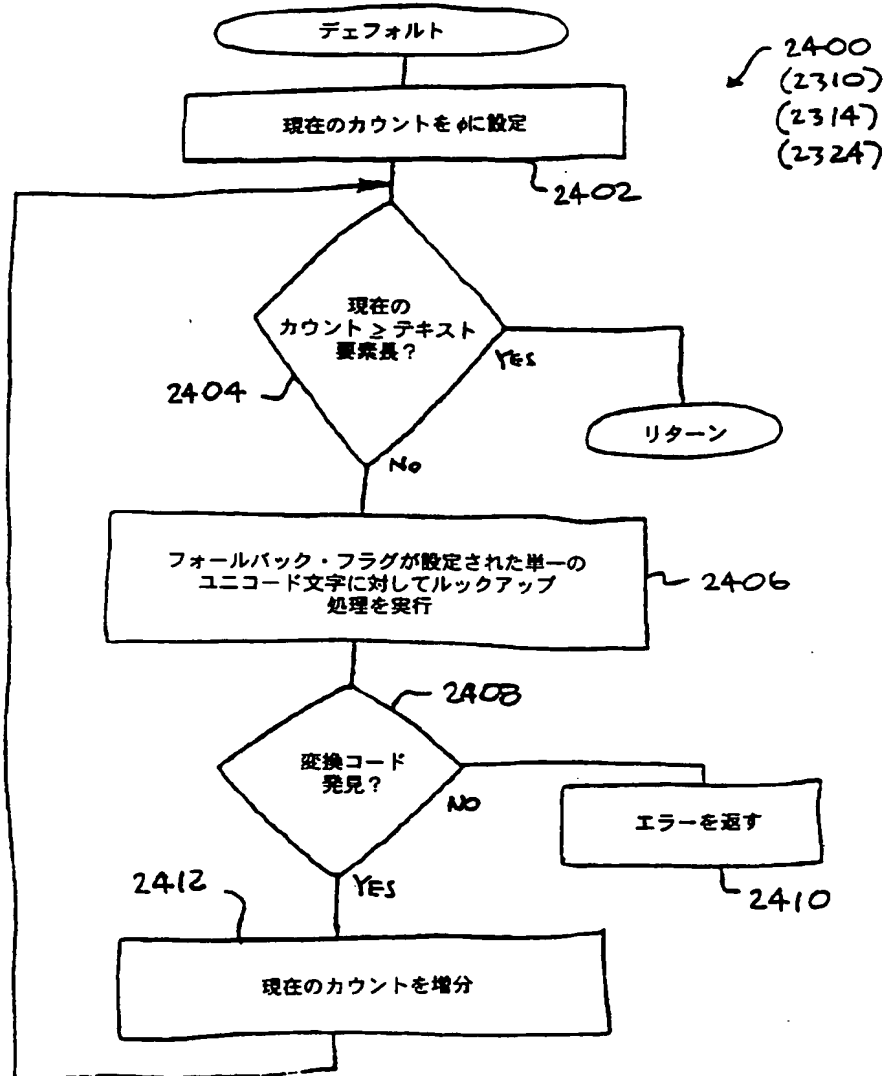 デェフォルト
2400
(2310)
(2314)
(2324)
現在のカウントをφに設定
2402
現在の
カウント ≥ テキスト
要素長?
YES
2404
リターン
No
フォールバック・フラグが設定された単一の
ユニコード文字に対してルックアップ
処理を実行
2406
2408
変換コード
発見?
NO
エラーを返す
2410
2412
YES
現在のカウントを増分